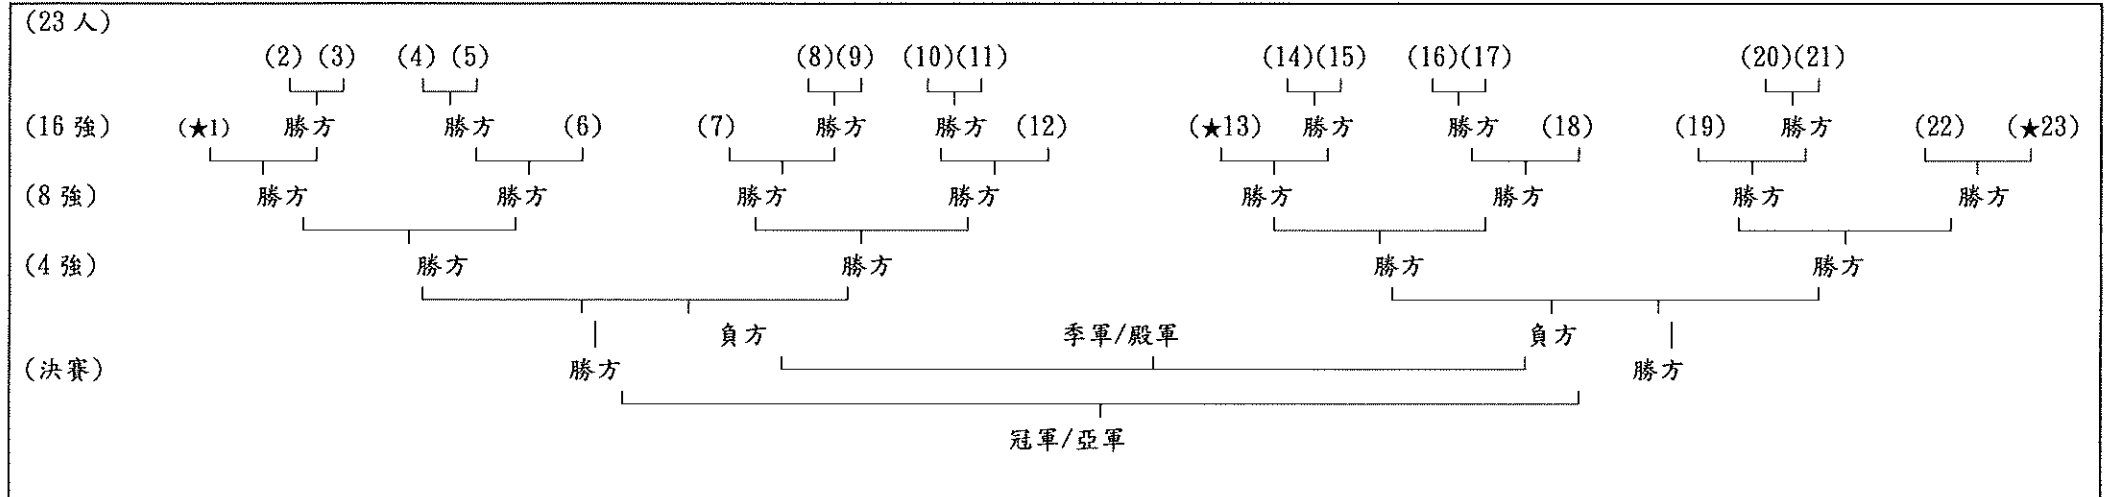 (23 人)
(2) (3) (4) (5) (8)(9) (10)(11) (14)(15) (16)(17) (20)(21)
(16 強) (★1) 勝方 勝方 (6) (7) 勝方 勝方 (12) (★13) 勝方 勝方 (18) (19) 勝方 (22) (★23)
(8 強) 勝方 勝方 勝方 勝方 勝方 勝方 勝方 勝方
(4 強) 勝方 勝方 勝方 勝方
負方 季軍/殿軍 負方
(決賽) 勝方 勝方
冠軍/亞軍